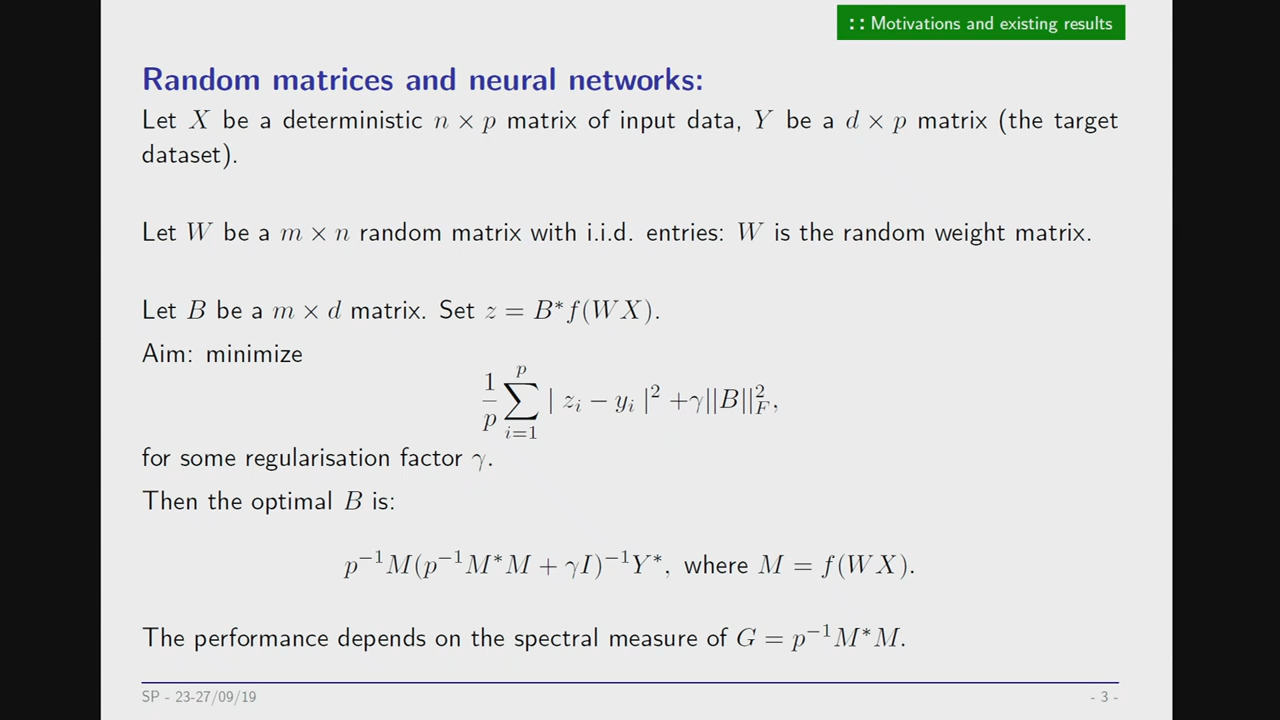 :: Motivations and existing results
Random matrices and neural networks:
Let X be a deterministic n × p matrix of input data, Y be a d × p matrix (the target
dataset).
Let W be a m × n random matrix with i.i.d. entries: W is the random weight matrix.
Let B be a m × d matrix. Set z = B*f(WX).
Aim: minimize
\frac{1}{p} \sum_{i=1}^{p} | z_i − y_i |^2 +γ||B||_F^2,
for some regularisation factor γ.
Then the optimal B is:
p^{−1}M(p^{−1}M*M + γI)^{−1}Y*, where M = f(WX).
The performance depends on the spectral measure of G = p^{−1}M*M.
SP - 23-27/09/19
- 3 -